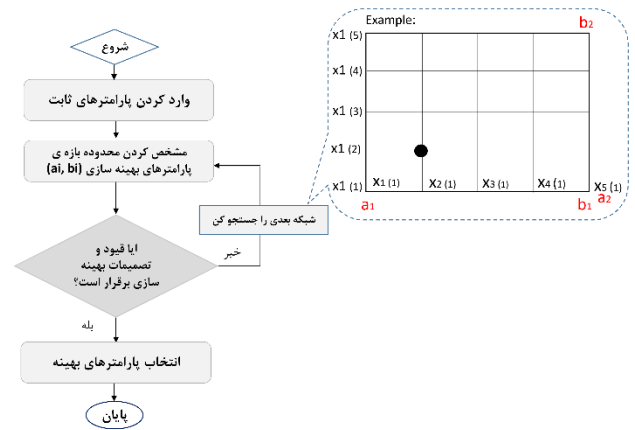 شروع
وارد کردن پارامترهای ثابت
مشخص کردن محدوده بازه ی
پارامترهای بهینه سازی (ai, bi)
شبکه بعدی را جستجو کن
ایا قیود و
تصمیمات بهینه
سازی برقرار است؟
خبر
بله
انتخاب پارامترهای بهینه
پایان
Example:
b2
x1 (5)
x1 (4)
x1 (3)
x1 (2)
x1 (1)
x1 (1)
x2 (1)
x3 (1)
x4 (1)
x5 (1)
a1
b1
a2